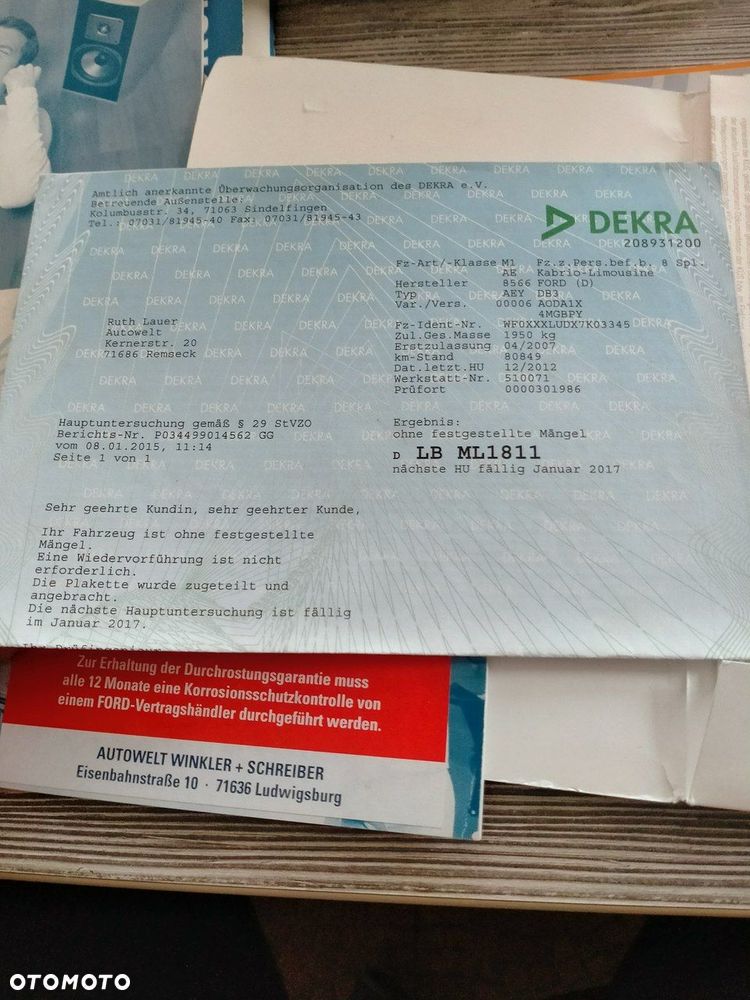 Amtlich anerkannte Überwachungsorganisation des DEKRA e.V.
Betreuende Außenstelle:
Kolumbusstr. 34, 71063 Sindelfingen
Tel.: 07031/81945-40 Fax: 07031/81945-43
DEKRA
208931200
Fz-Art/-Klasse M1 Fz.z.Pers.bef.b. 8 Spl.
AE Kabrio-Limousine
Hersteller 8566 FORD (D)
Typ AEY DB3
Var./Vers. 00006 AGDA1X
4MGBPY
Fz-Ident-Nr. WF0XXXLUDX7K03345
Zul.Ges.Masse 1950 kg
Erstzulassung 04/2007
km-Stand 80849
Dat.letzt.HU 12/2012
Werkstatt-Nr. 510071
Prüfort 0000301986
Ruth Lauer
Autowelt
Kernerstr. 20
71686 Remseck
Hauptuntersuchung gemäß § 29 StVZO
Berichts-Nr. P034499014562 GG
vom 08.01.2015, 11:14
Seite 1 von 1
Ergebnis:
ohne festgestellte Mängel
D LB ML1811
nächste HU fällig Januar 2017
Sehr geehrte Kundin, sehr geehrter Kunde,
Ihr Fahrzeug ist ohne festgestellte
Mängel.
Eine Wiedervorführung ist nicht
erforderlich.
Die Plakette wurde zugeteilt und
angebracht.
Die nächste Hauptuntersuchung ist fällig
im Januar 2017.
Zur Erhaltung der Durchrostungsgarantie muss
alle 12 Monate eine Korrosionsschutzkontrolle von
einem FORD-Vertragshändler durchgeführt werden.
AUTOWELT WINKLER + SCHREIBER
Eisenbahnstraße 10 · 71636 Ludwigsburg
OTOMOTO